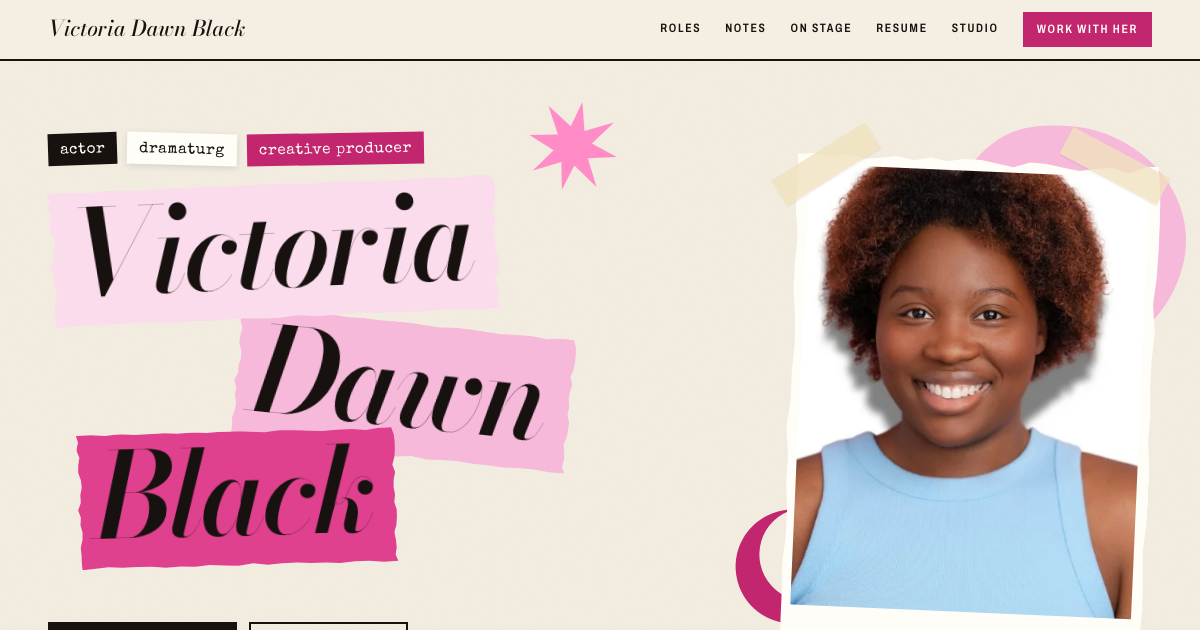 Victoria Dawn Black
ROLES NOTES ON STAGE RESUME STUDIO WORK WITH HER
actor dramaturg creative producer
Victoria
Dawn
Black